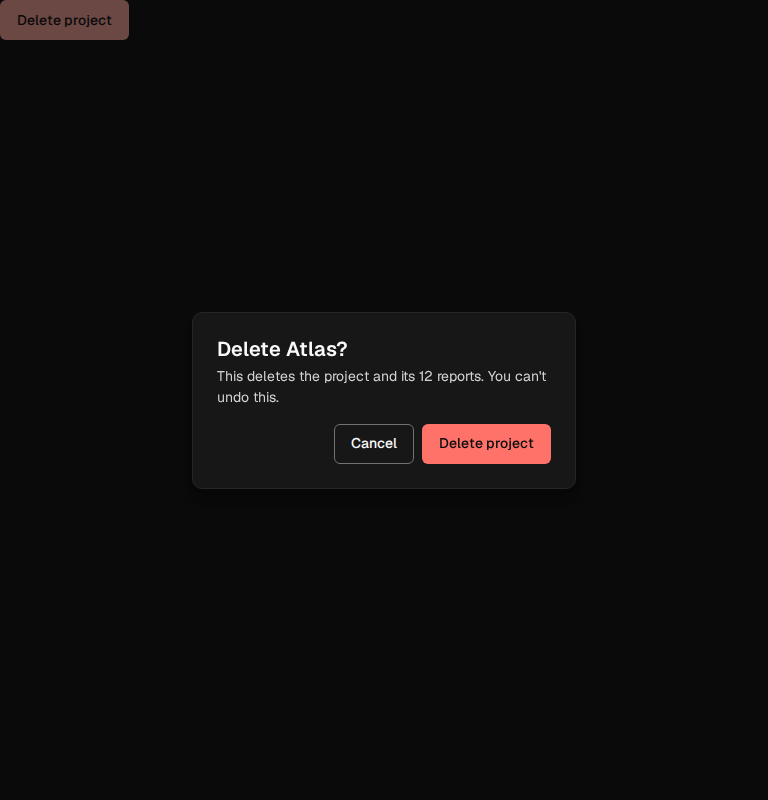 Delete project
Delete Atlas?
This deletes the project and its 12 reports. You can't
undo this.
Cancel
Delete project